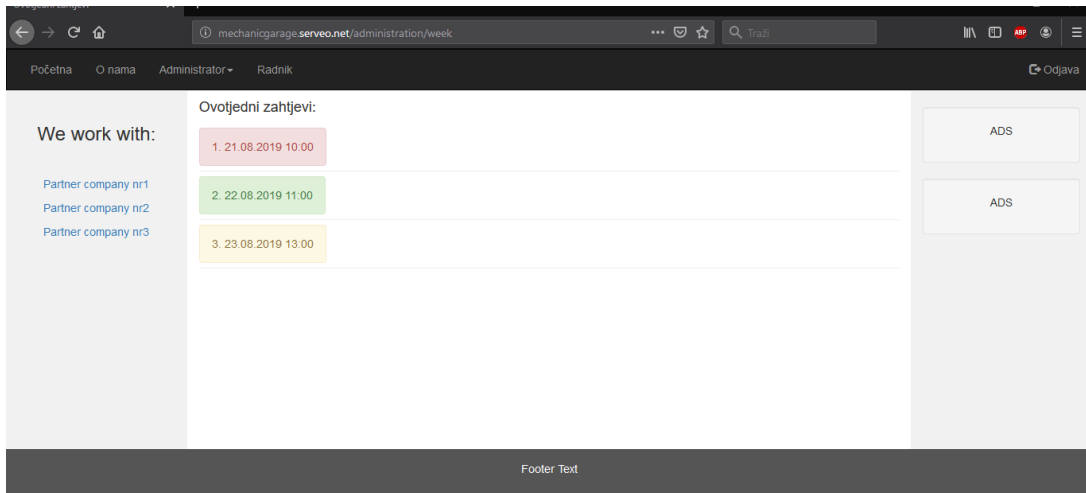 Ovotjedni zahtjevi
mechanicgarage.serveo.net/administration/week
Traži
ABP
Početna O nama Administrator Radnik Odjava
We work with:
Partner company nr1
Partner company nr2
Partner company nr3
Ovotjedni zahtjevi:
1. 21.08.2019 10:00
2. 22.08.2019 11:00
3. 23.08.2019 13:00
ADS
ADS
Footer Text